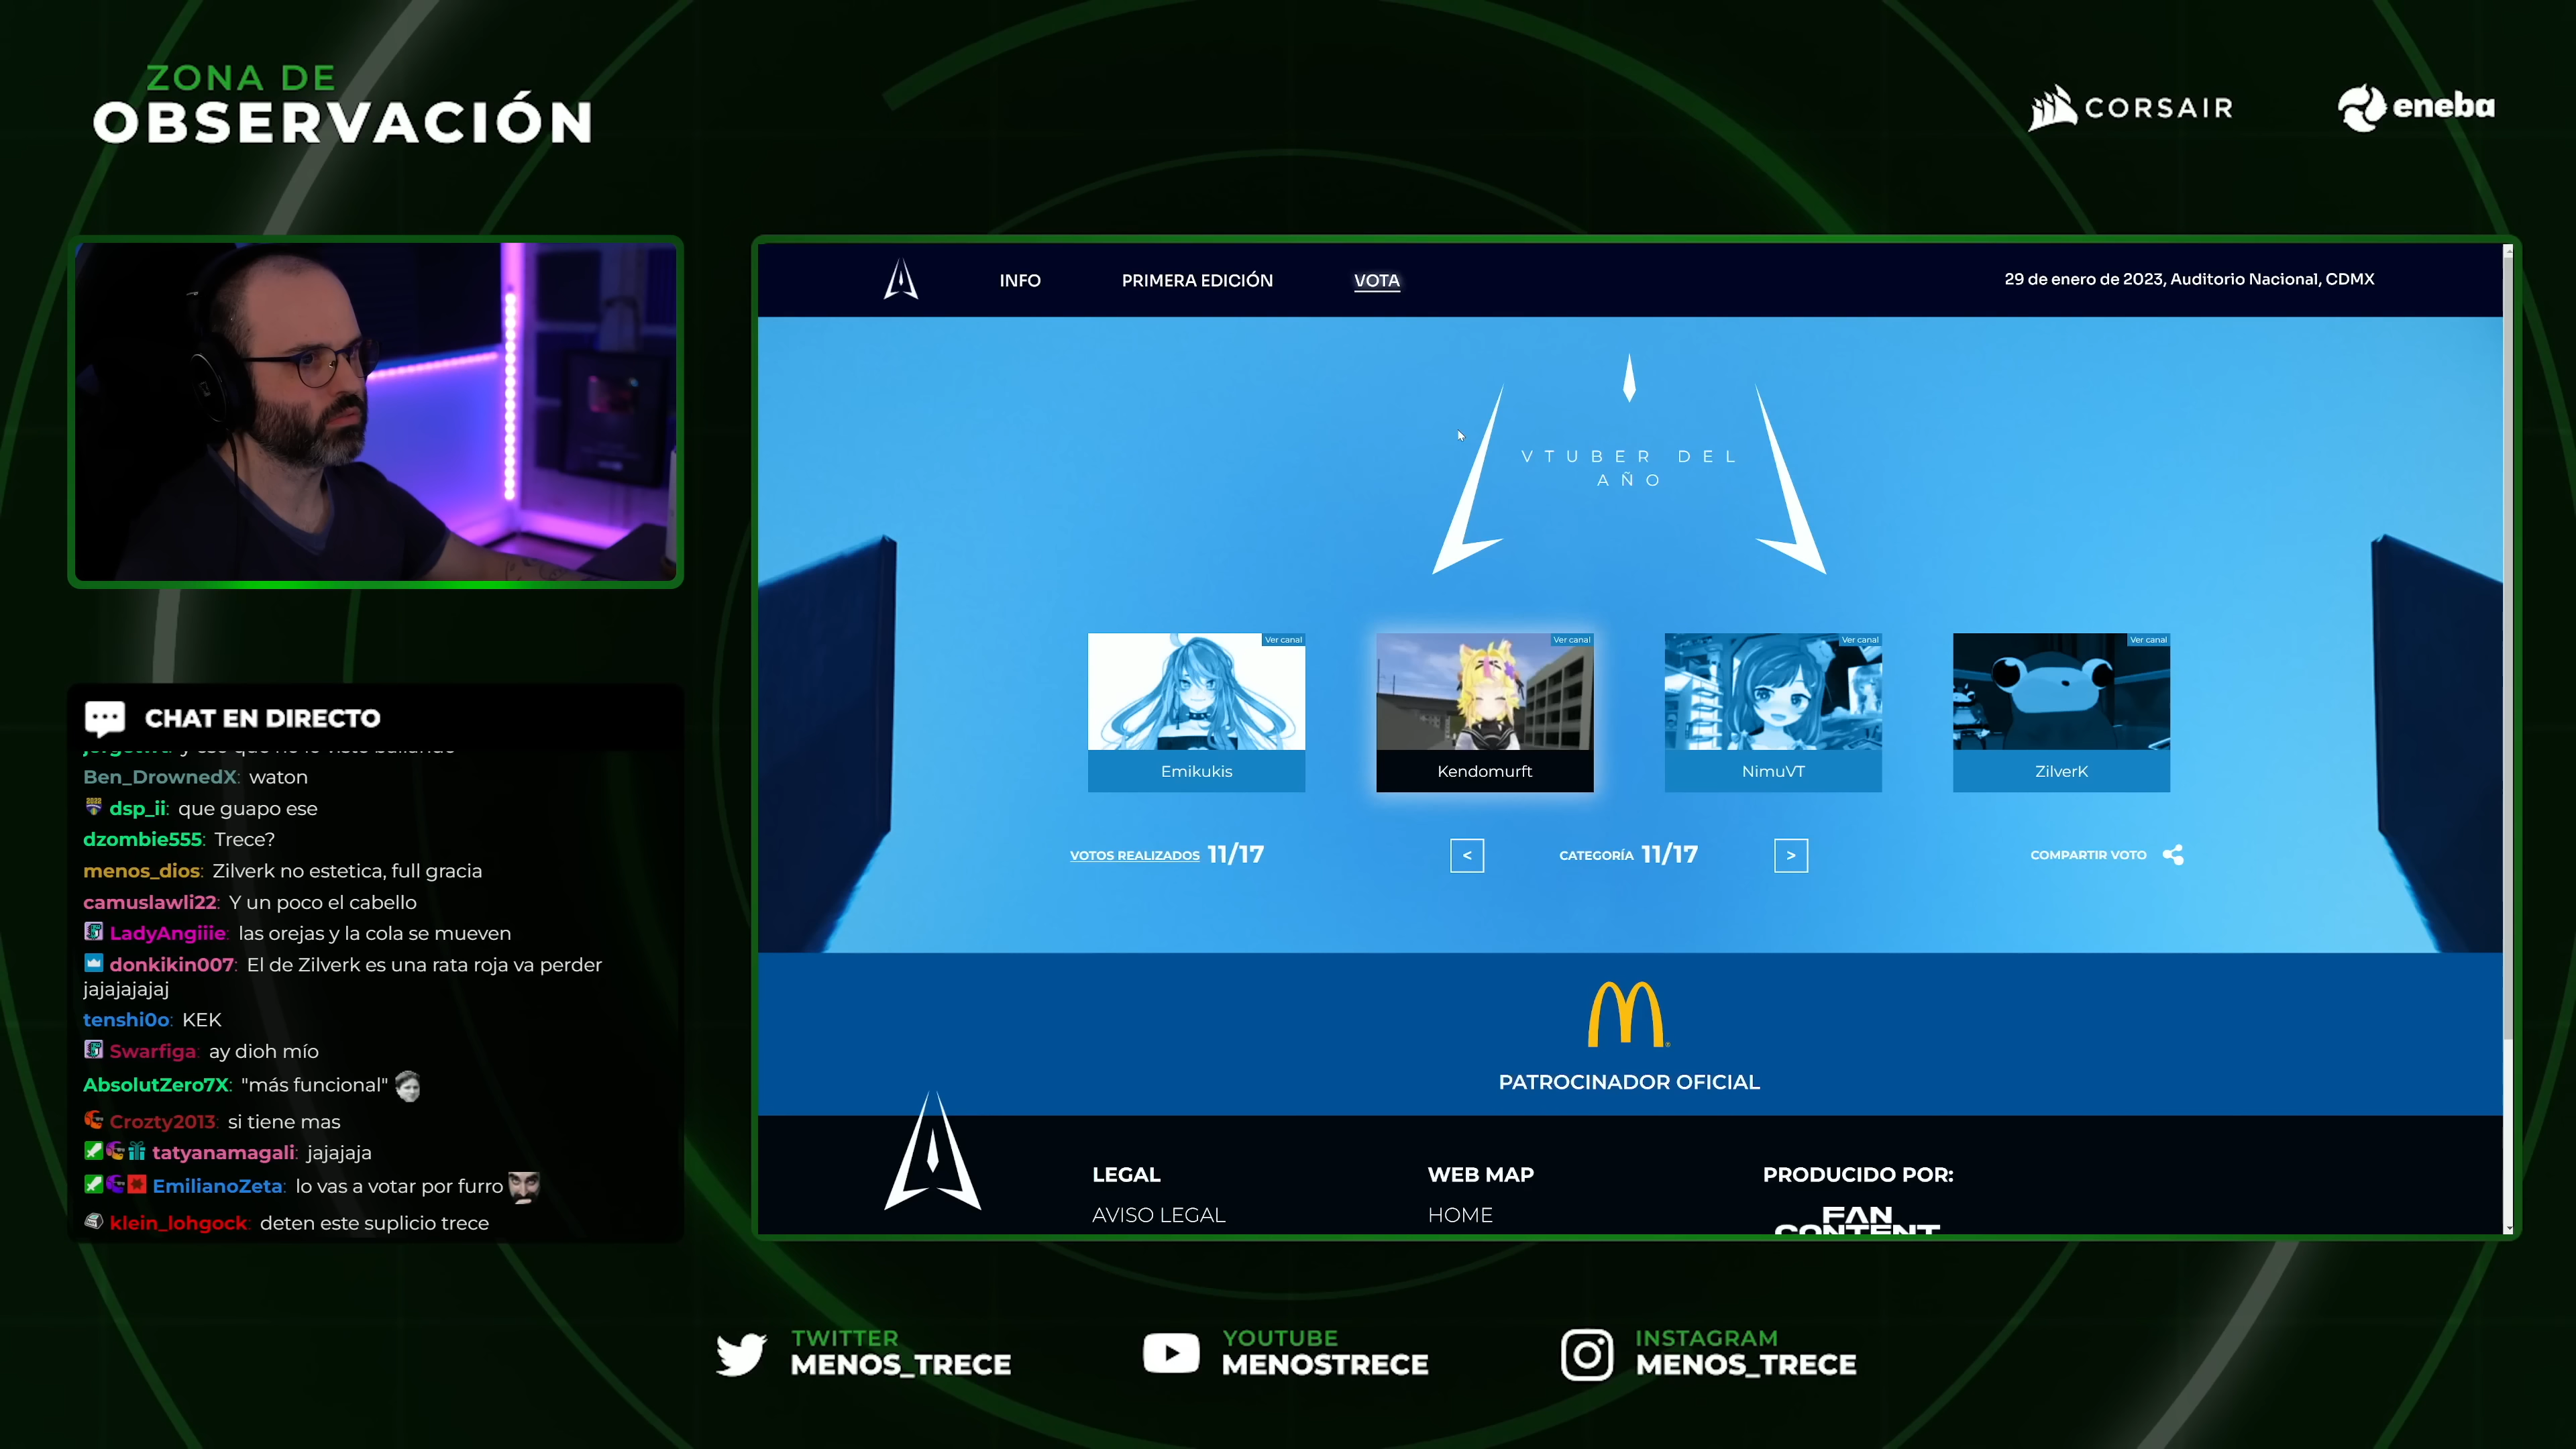 ZONA DE
OBSERVACIÓN
CORSAIR
eneba
INFO
PRIMERA EDICIÓN
VOTA
29 de enero de 2023, Auditorio Nacional, CDMX
VTUBER DEL
AÑO
Ver canal
Ver canal
Ver canal
Ver canal
Emikukis
Kendomurft
NimuVT
ZilverK
VOTOS REALIZADOS 11/17
<
CATEGORÍA 11/17
>
COMPARTIR VOTO
PATROCINADOR OFICIAL
LEGAL
WEB MAP
PRODUCIDO POR:
AVISO LEGAL
HOME
FAN
CONTENT
CHAT EN DIRECTO
Ben_DrownedX: waton
dsp_ii: que guapo ese
dzombie555: Trece?
menos_dios: Zilverk no estetica, full gracia
camuslawli22: Y un poco el cabello
LadyAngiiie: las orejas y la cola se mueven
donkikin007: El de Zilverk es una rata roja va perder
jajajajajaj
tenshi0o: KEK
Swarfiga: ay dioh mío
AbsolutZero7X: "más funcional"
Crozty2013: si tiene mas
tatyanamagali: jajajaja
EmilianoZeta: lo vas a votar por furro
klein_lohgock: deten este suplicio trece
TWITTER
MENOS_TRECE
YOUTUBE
MENOSTRECE
INSTAGRAM
MENOS_TRECE